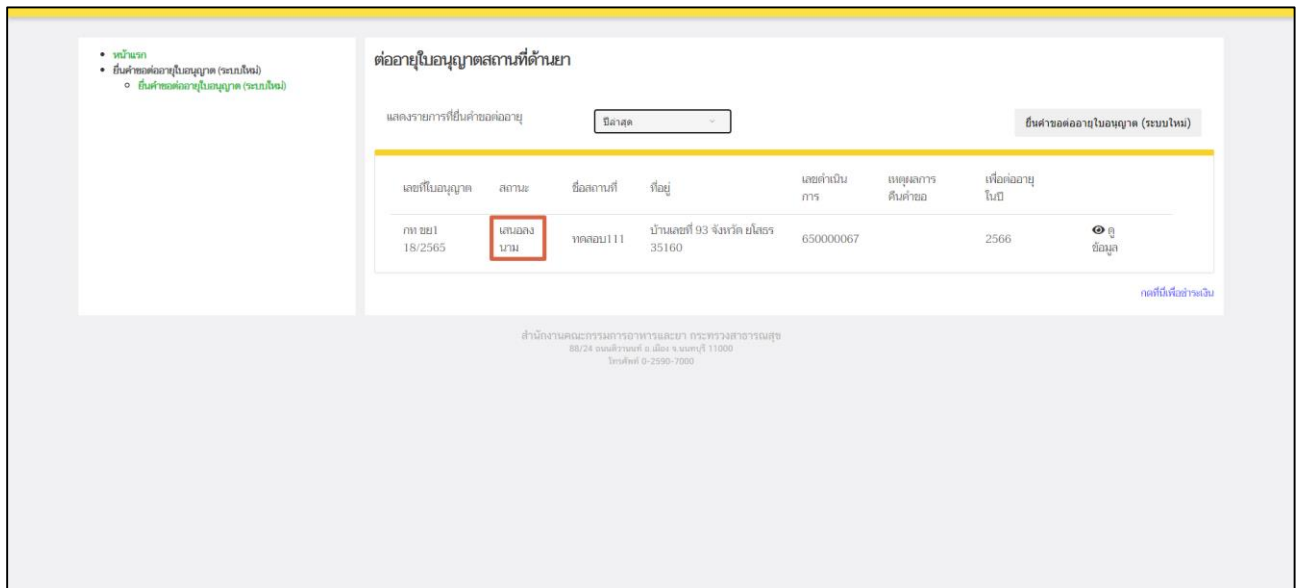 หน้าแรก
ยื่นคำขอต่ออายุใบอนุญาต (ระบบใหม่)
ยื่นคำขอต่ออายุใบอนุญาต (ระบบใหม่)
ต่ออายุใบอนุญาตสถานที่ด้านยา
แสดงรายการที่ยื่นคำขอต่ออายุ
ปีล่าสุด
ยื่นคำขอต่ออายุใบอนุญาต (ระบบใหม่)
เลขที่ใบอนุญาต สถานะ ชื่อสถานที่ ที่อยู่ เลขดำเนิน เหตุผลการ เพื่อต่ออายุ
การ คืนคำขอ ในปี
กท ขย1 เสนอลง ทดสอบ111 บ้านเลขที่ 93 จังหวัด ยโสธร 650000067 2566 ดู
18/2565 นาม 35160 ข้อมูล
กดที่นี่เพื่อชำระเงิน
สำนักงานคณะกรรมการอาหารและยา กระทรวงสาธารณสุข
88/24 ถนนติวานนท์ อ.เมือง จ.นนทบุรี 11000
โทรศัพท์ 0-2590-7000